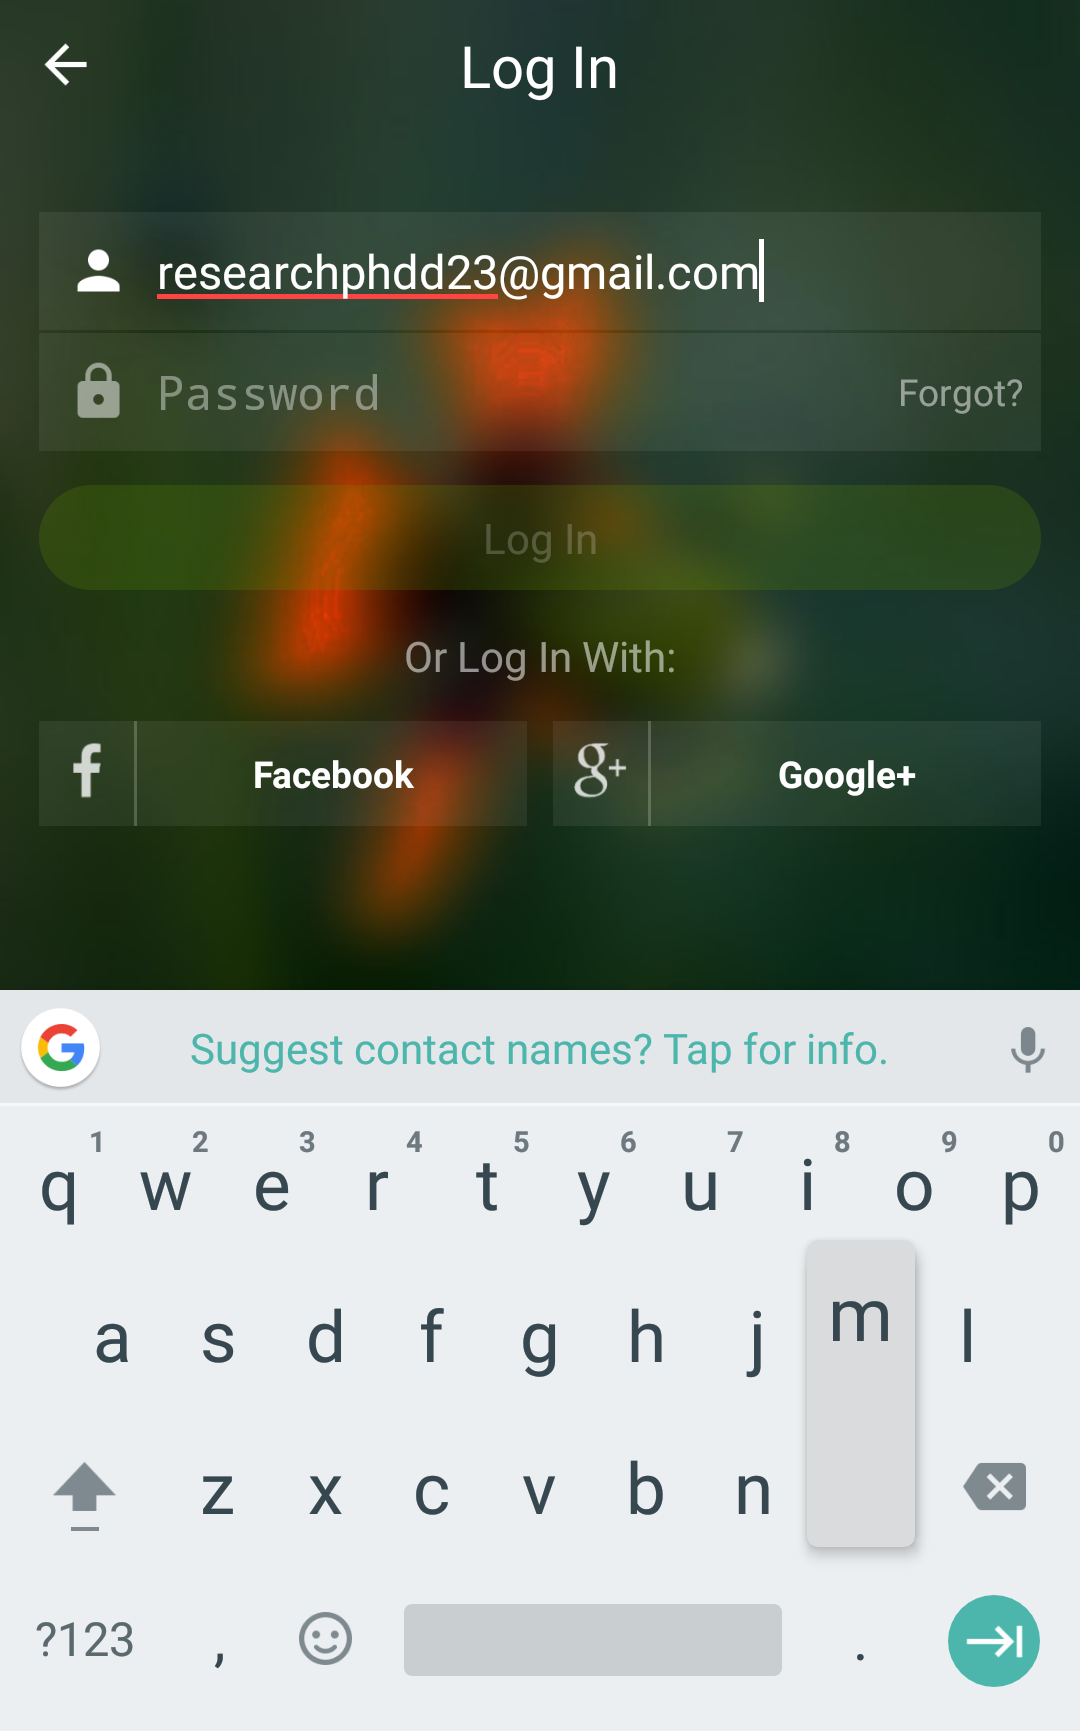 Log In
researchphdd23@gmail.com
Password Forgot?
Log In
Or Log In With:
f Facebook g+ Google+
G Suggest contact names? Tap for info.
1 2 3 4 5 6 7 8 9 0
q w e r t y u i o p
a s d f g h j m l
z x c v b n
?123 , .